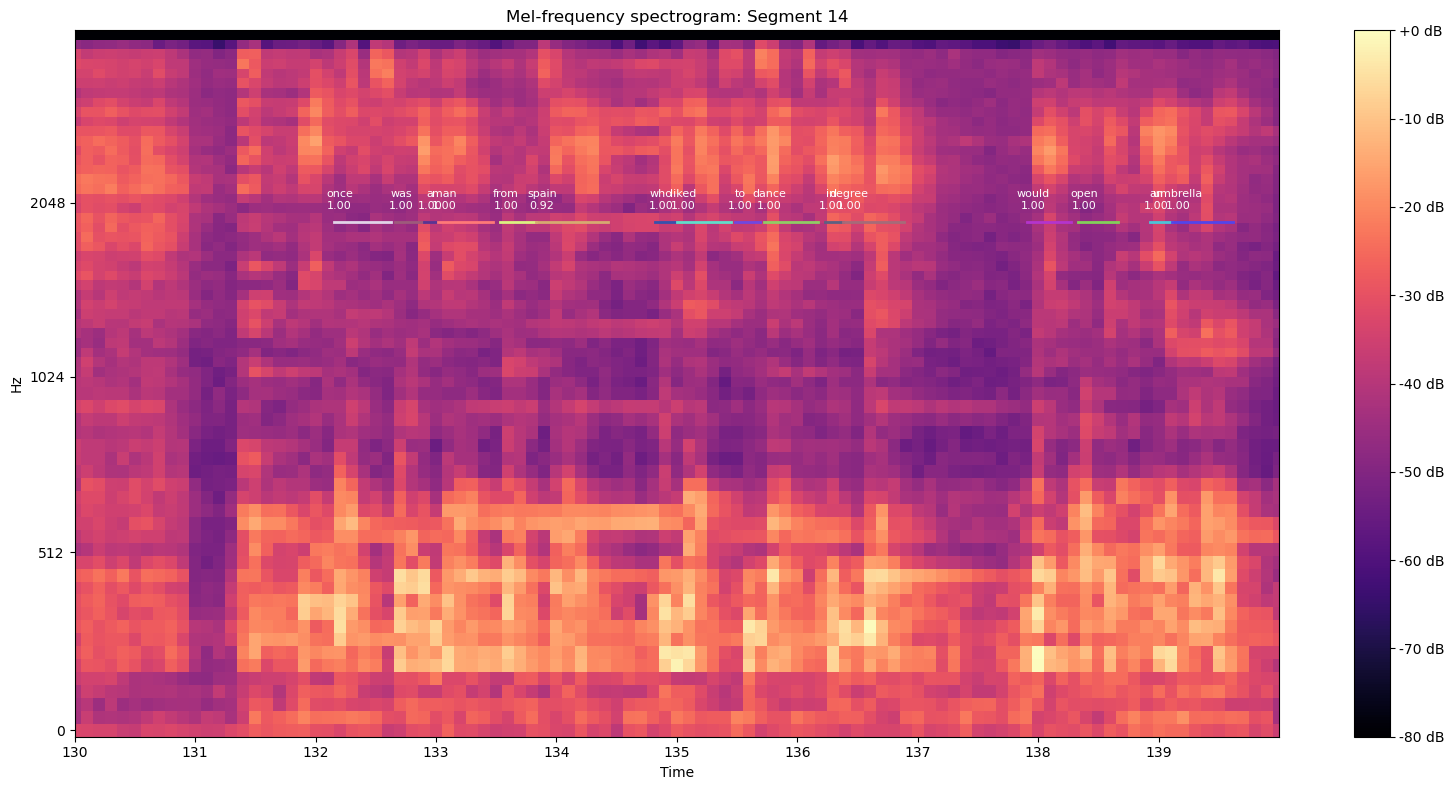 Mel-frequency spectrogram: Segment 14
+0 dB
-10 dB
-20 dB
-30 dB
-40 dB
-50 dB
-60 dB
-70 dB
-80 dB
Hz
2048
1024
512
0
once was a man from spain who liked to dance in degree would open an umbrella
1.00 1.00 1.00 1.00 1.00 0.92 1.00 1.00 1.00 1.00 1.00 1.00 1.00 1.00 1.00 1.00
130 131 132 133 134 135 136 137 138 139
Time